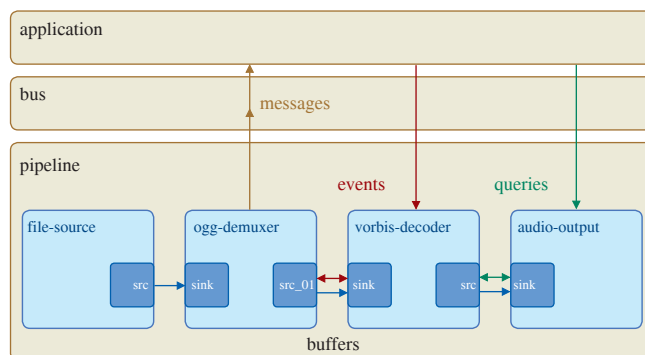 application
bus
messages
pipeline
events
queries
file-source
ogg-demuxer
vorbis-decoder
audio-output
src
sink
src_01
sink
src
sink
buffers